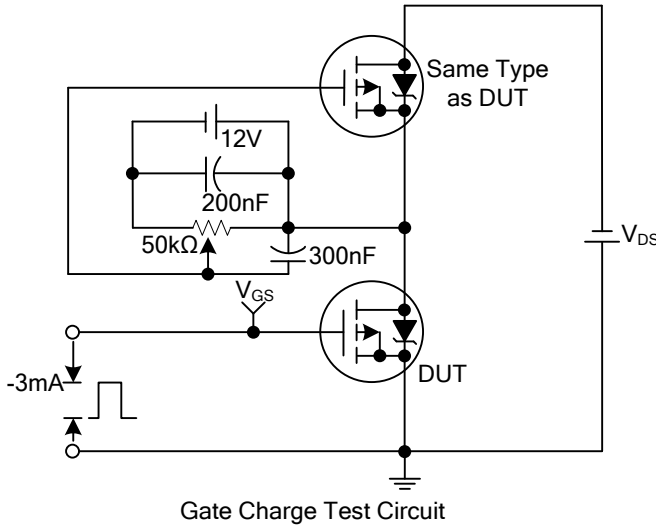 Same Type
as DUT
12V
200nF
50kΩ
300nF
V_DS
V_GS
-3mA
DUT
Gate Charge Test Circuit